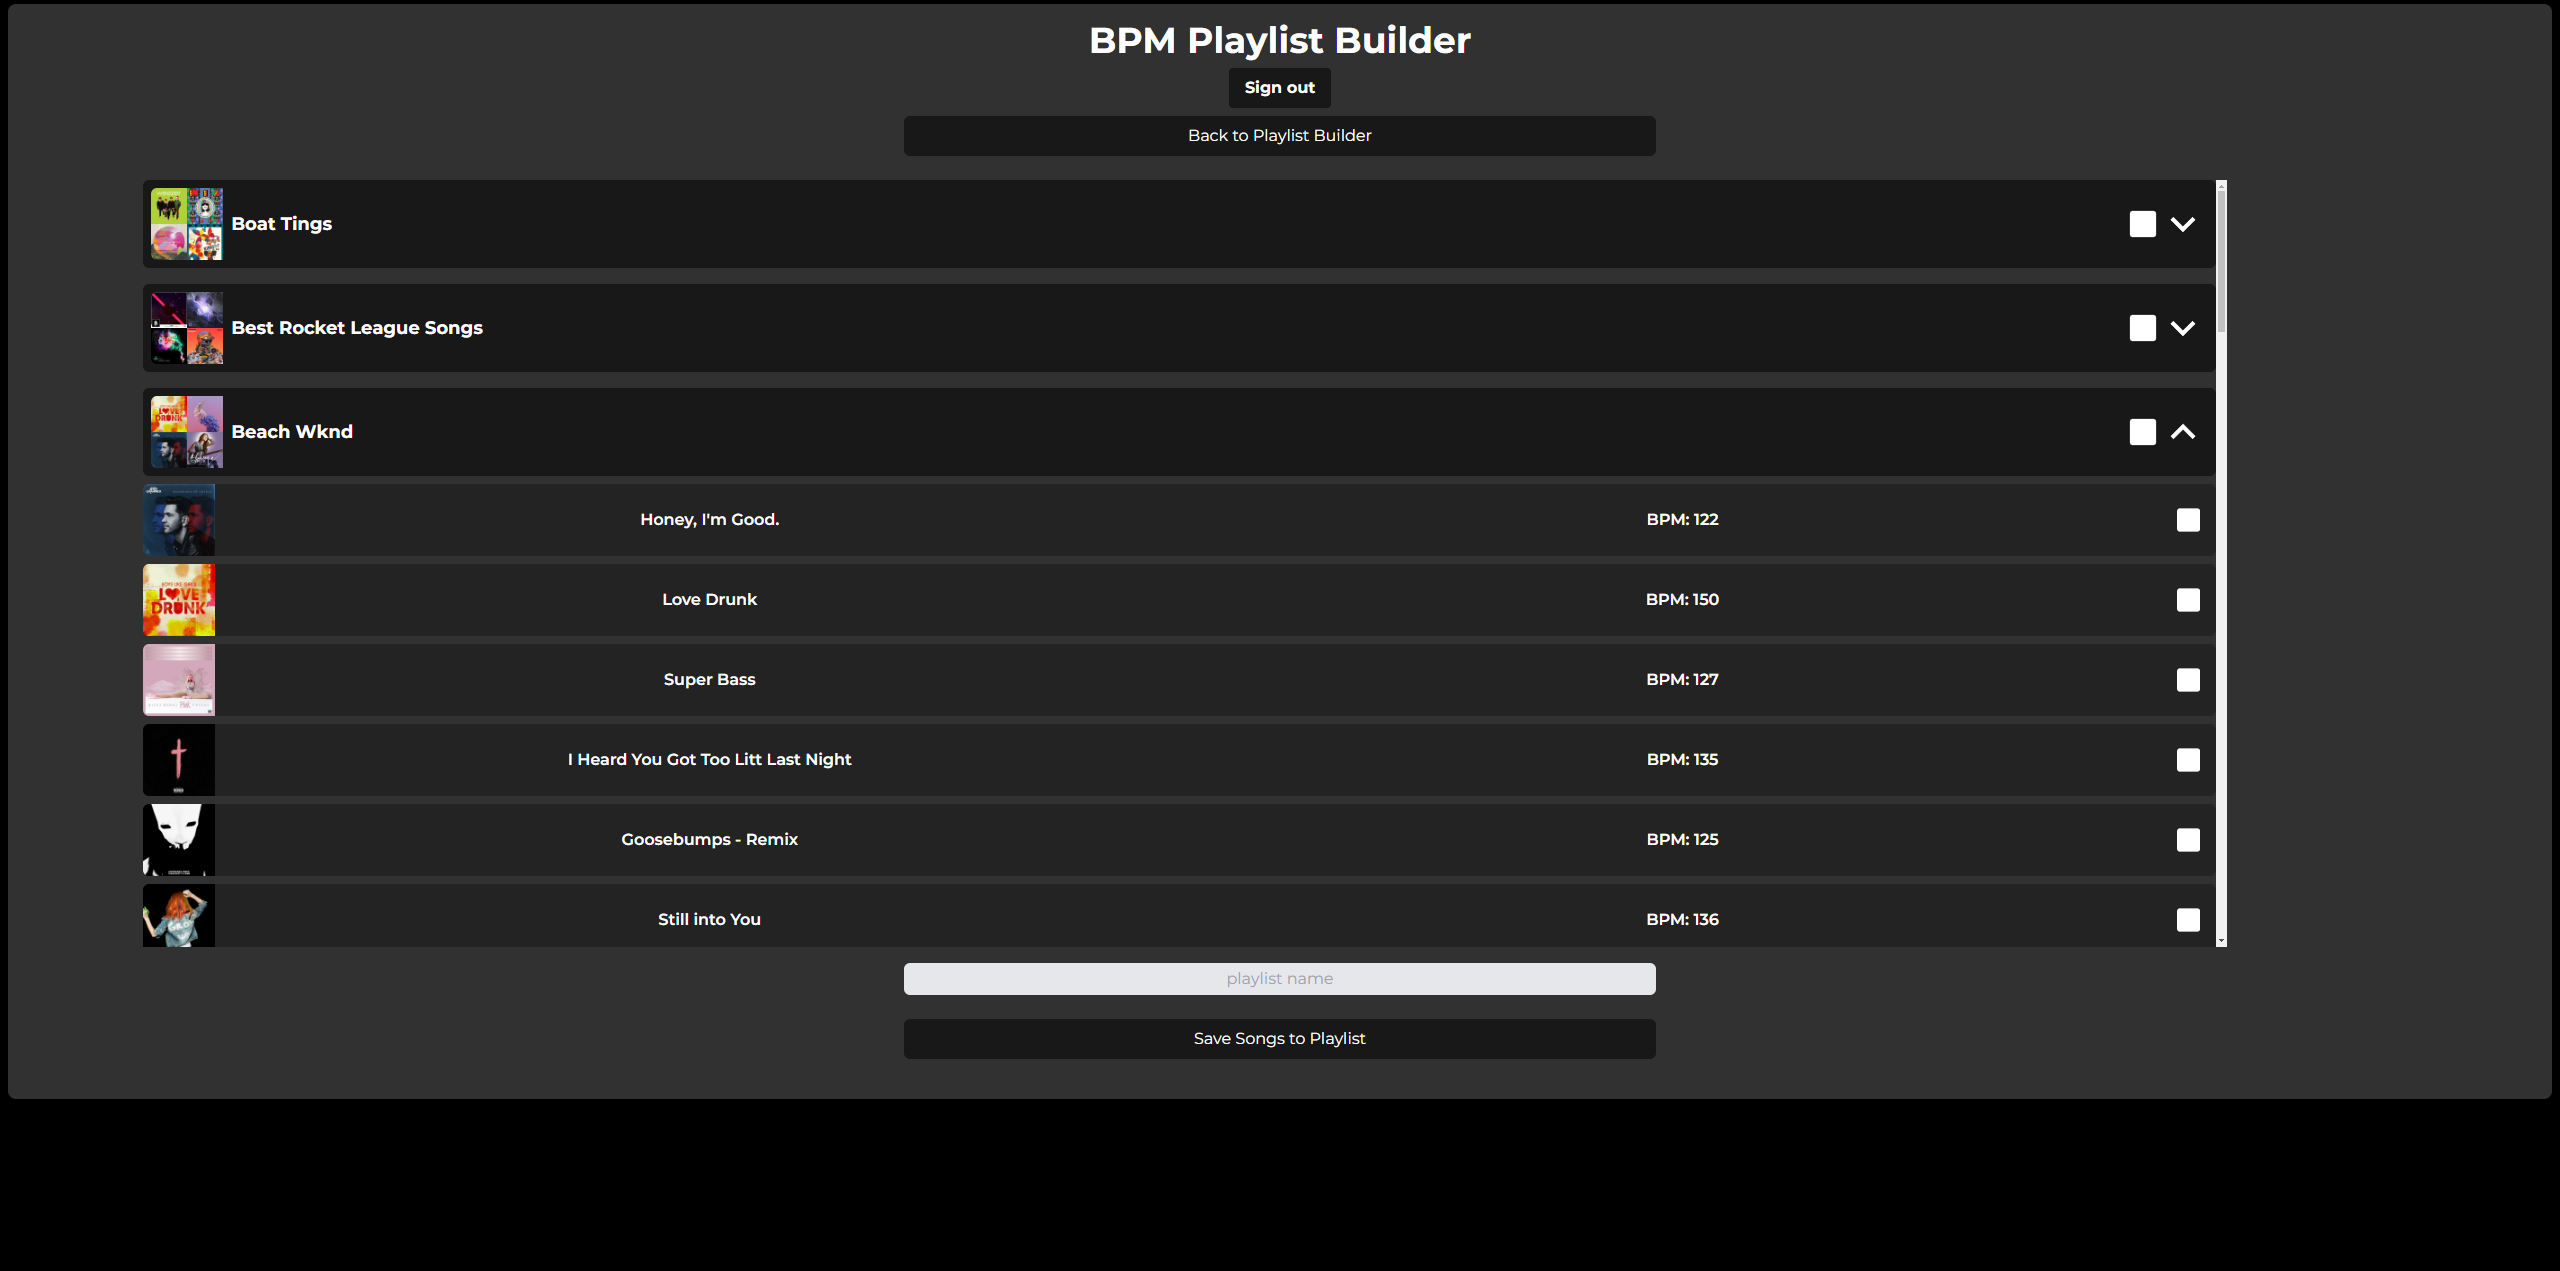 BPM Playlist Builder
Sign out
Back to Playlist Builder
Boat Tings
Best Rocket League Songs
Beach Wknd
Honey, I'm Good.
BPM: 122
LOVE DRUNK
Love Drunk
BPM: 150
Super Bass
BPM: 127
I Heard You Got Too Litt Last Night
BPM: 135
Goosebumps - Remix
BPM: 125
Still into You
BPM: 136
playlist name
Save Songs to Playlist